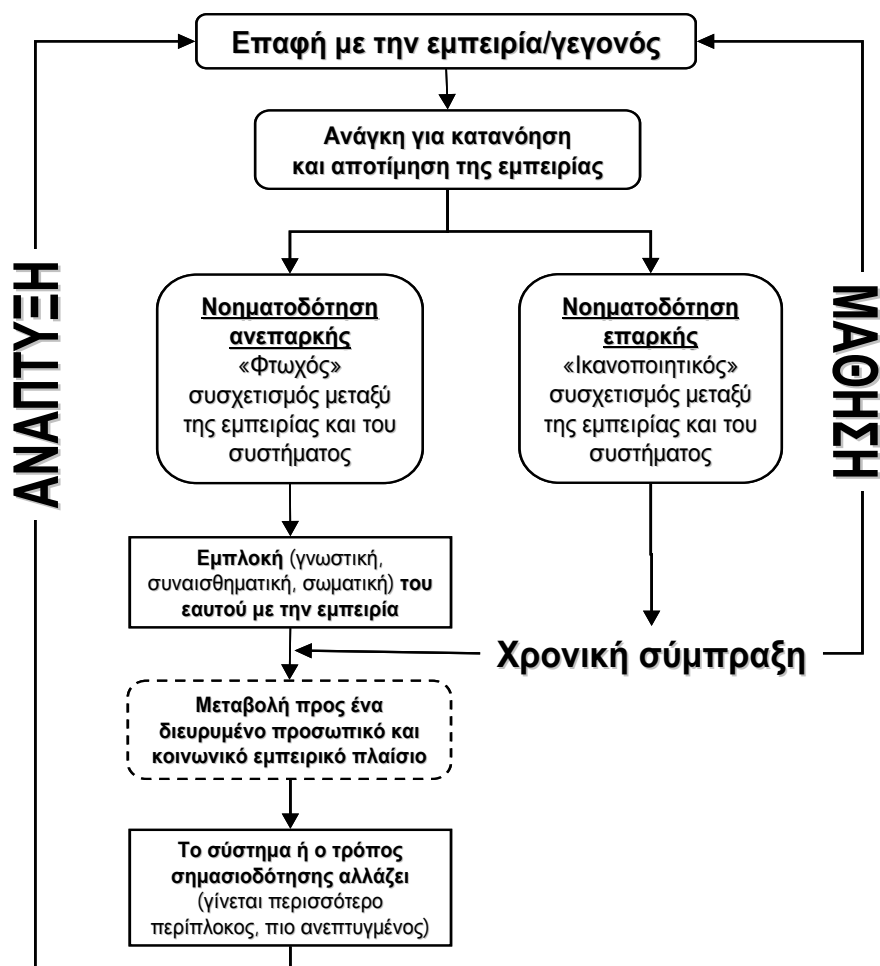 Επαφή με την εμπειρία/γεγονός
Ανάγκη για κατανόηση
και αποτίμηση της εμπειρίας
ΑΝΑΠΤΥΞΗ
Νοηματοδότηση
ανεπαρκής
«Φτωχός»
συσχετισμός μεταξύ
της εμπειρίας και του
συστήματος
Νοηματοδότηση
επαρκής
«Ικανοποιητικός»
συσχετισμός μεταξύ
της εμπειρίας και του
συστήματος
ΜΑΘΗΣΗ
Εμπλοκή (γνωστική,
συναισθηματική, σωματική) του
εαυτού με την εμπειρία
Χρονική σύμπραξη
Μεταβολή προς ένα
διευρυμένο προσωπικό και
κοινωνικό εμπειρικό πλαίσιο
Το σύστημα ή ο τρόπος
σημασιοδότησης αλλάζει
(γίνεται περισσότερο
περίπλοκος, πιο ανεπτυγμένος)